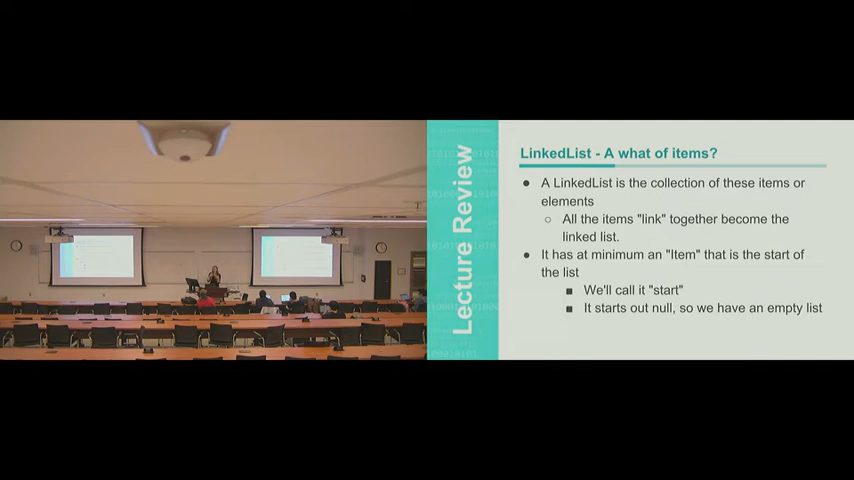 Lecture Review
LinkedList - A what of items?
● A LinkedList is the collection of these items or
elements
○ All the items "link" together become the
linked list.
● It has at minimum an "Item" that is the start of
the list
■ We'll call it "start"
■ It starts out null, so we have an empty list